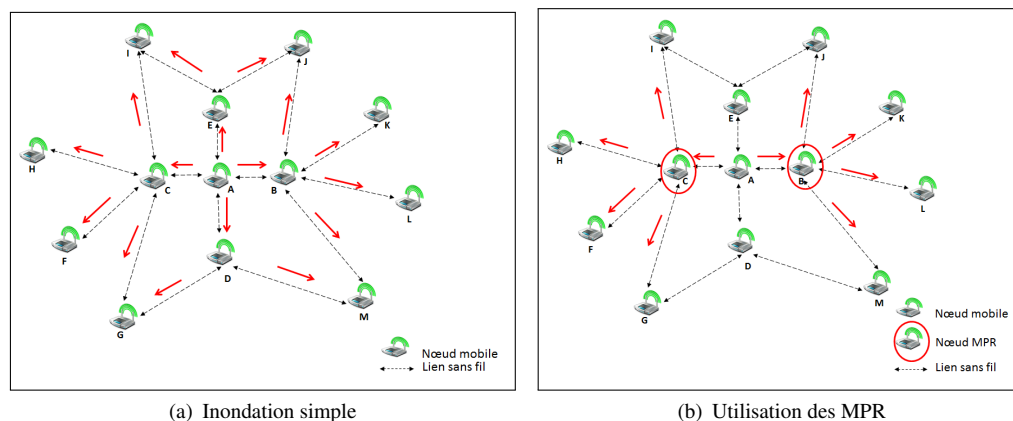 I
J
E
K
H
C
A
B
L
F
D
G
M
Nœud mobile
Lien sans fil
(a) Inondation simple
I
J
E
K
H
C
A
B
L
F
D
G
M
Nœud mobile
Nœud MPR
Lien sans fil
(b) Utilisation des MPR